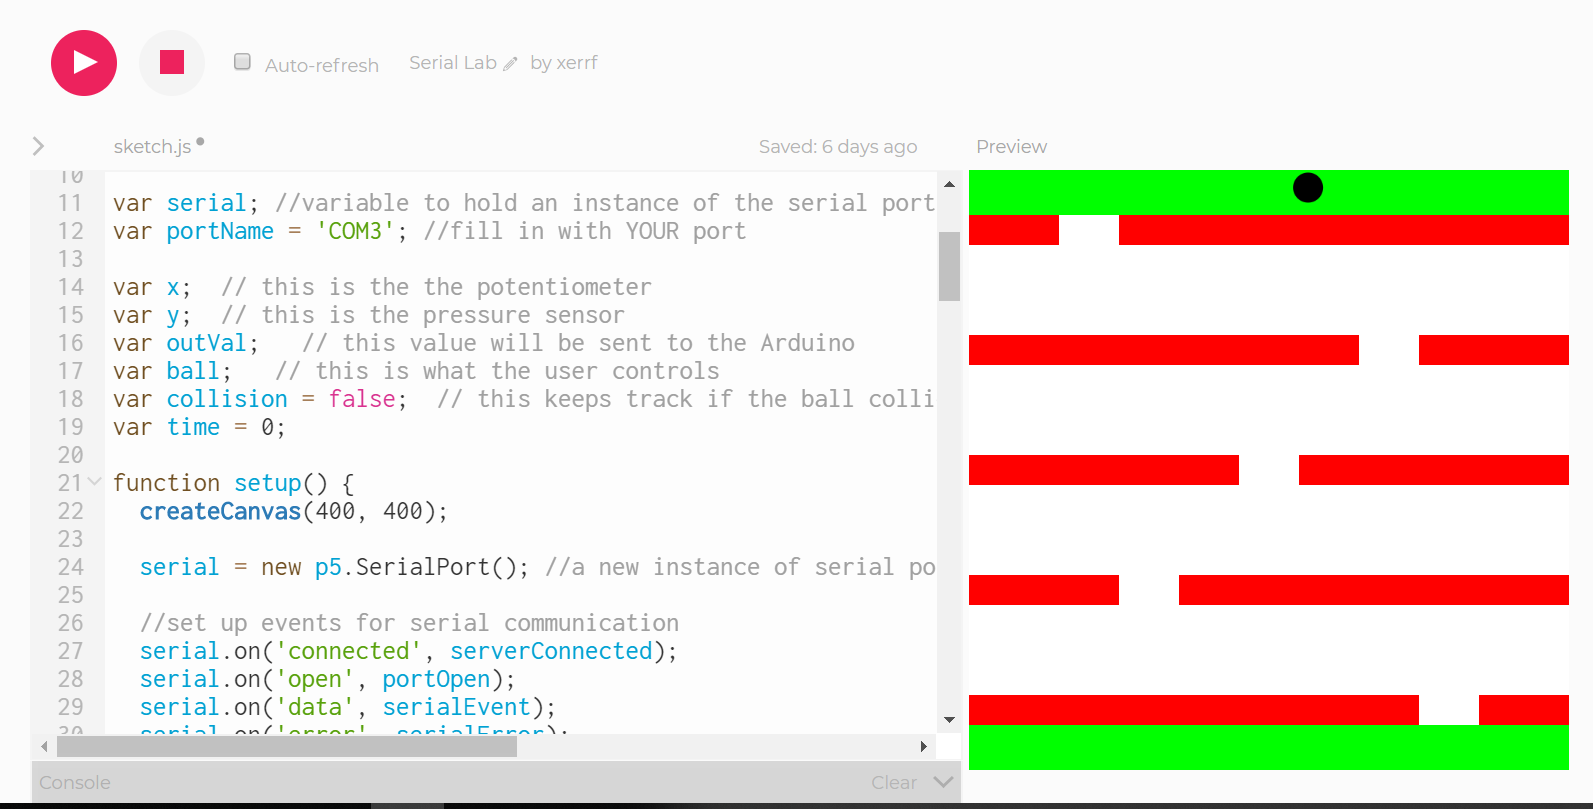 Auto-refresh Serial Lab by xerrf
sketch.js Saved: 6 days ago Preview
10
11 var serial; //variable to hold an instance of the serial port
12 var portName = 'COM3'; //fill in with YOUR port
13
14 var x;  // this is the the potentiometer
15 var y;  // this is the pressure sensor
16 var outVal;   // this value will be sent to the Arduino
17 var ball;   // this is what the user controls
18 var collision = false;  // this keeps track if the ball colli
19 var time = 0;
20
21 function setup() {
22   createCanvas(400, 400);
23
24   serial = new p5.SerialPort(); //a new instance of serial po
25
26   //set up events for serial communication
27   serial.on('connected', serverConnected);
28   serial.on('open', portOpen);
29   serial.on('data', serialEvent);
30   serial.on('error', serialError);
Console Clear